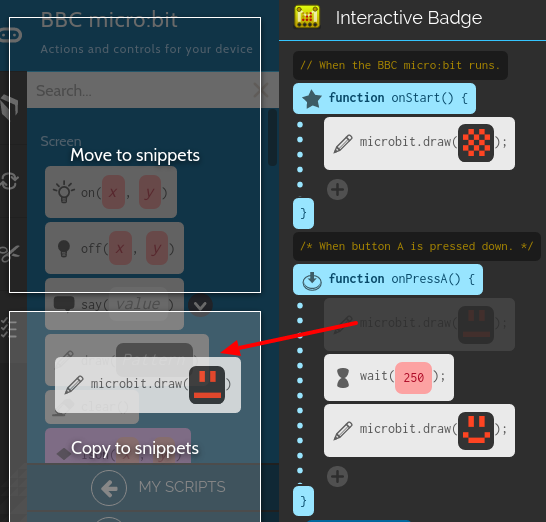 BBC micro:bit
Actions and controls for your device
Search...
Screen
Move to snippets
on(x, y)
off(x, y)
say(value)
microbit.draw( )
Copy to snippets
MY SCRIPTS
Interactive Badge
// When the BBC micro:bit runs.
function onStart() {
microbit.draw( );
}
/* When button A is pressed down. */
function onPressA() {
microbit.draw( );
wait( 250 );
microbit.draw( );
}